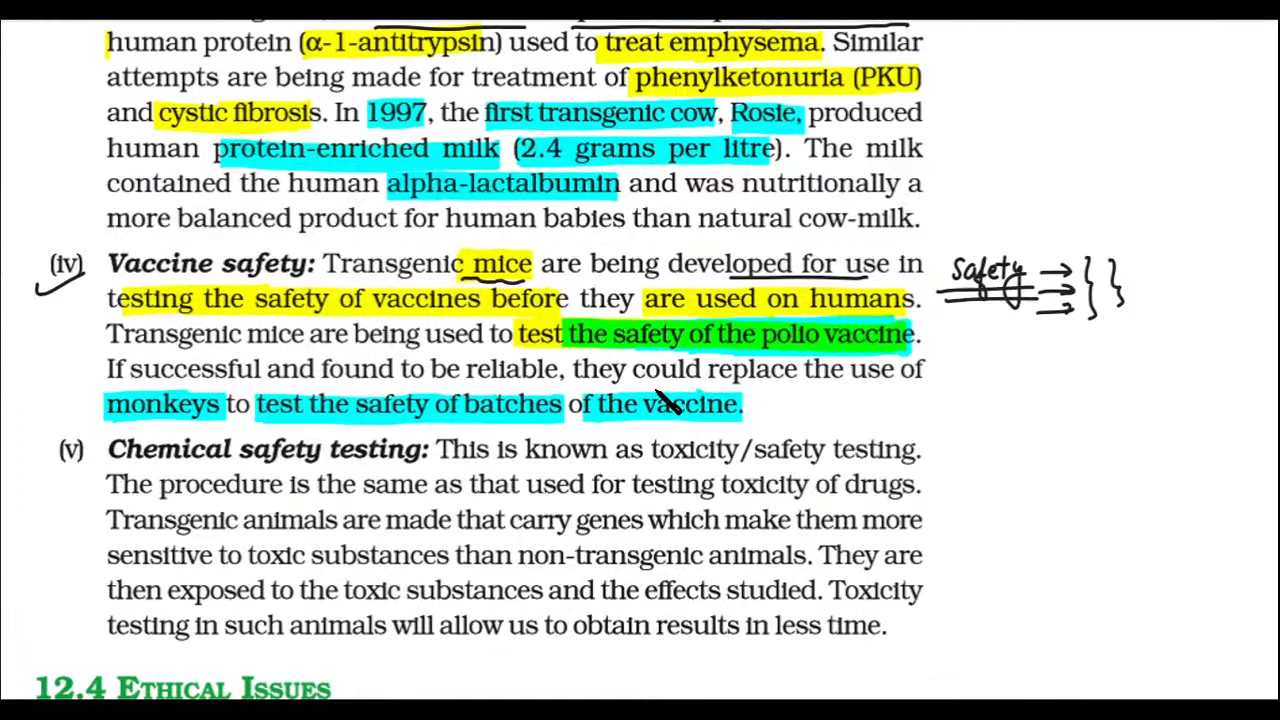 human protein (α-1-antitrypsin) used to treat emphysema. Similar
attempts are being made for treatment of phenylketonuria (PKU)
and cystic fibrosis. In 1997, the first transgenic cow, Rosie, produced
human protein-enriched milk (2.4 grams per litre). The milk
contained the human alpha-lactalbumin and was nutritionally a
more balanced product for human babies than natural cow-milk.
(iv) Vaccine safety: Transgenic mice are being developed for use in
testing the safety of vaccines before they are used on humans.
Transgenic mice are being used to test the safety of the polio vaccine.
If successful and found to be reliable, they could replace the use of
monkeys to test the safety of batches of the vaccine.
safety
(v) Chemical safety testing: This is known as toxicity/safety testing.
The procedure is the same as that used for testing toxicity of drugs.
Transgenic animals are made that carry genes which make them more
sensitive to toxic substances than non-transgenic animals. They are
then exposed to the toxic substances and the effects studied. Toxicity
testing in such animals will allow us to obtain results in less time.
12.4 ETHICAL ISSUES